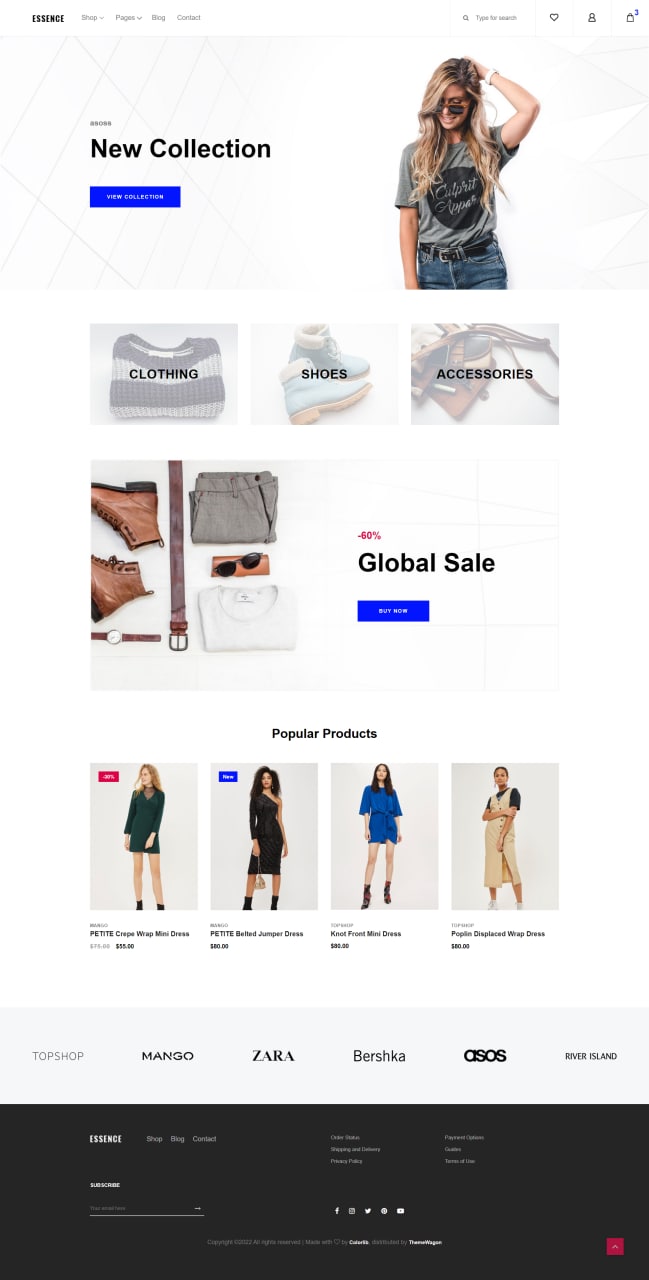 ESSENCE Shop Pages Blog Contact Type for search 3
asoss
New Collection
VIEW COLLECTION
Culprit
Appar
CLOTHING SHOES ACCESSORIES
-60%
Global Sale
BUY NOW
Popular Products
-30% New
MANGO MANGO TOPSHOP TOPSHOP
PETITE Crepe Wrap Mini Dress PETITE Belted Jumper Dress Knot Front Mini Dress Poplin Displaced Wrap Dress
$75.00 $55.00 $80.00 $80.00 $80.00
TOPSHOP MANGO ZARA Bershka asos RIVER ISLAND
ESSENCE Shop Blog Contact
Order Status Payment Options
Shipping and Delivery Guides
Privacy Policy Terms of Use
SUBSCRIBE
Your email here
Copyright ©2022 All rights reserved | Made with ♡ by Colorlib, distributed by ThemeWagon